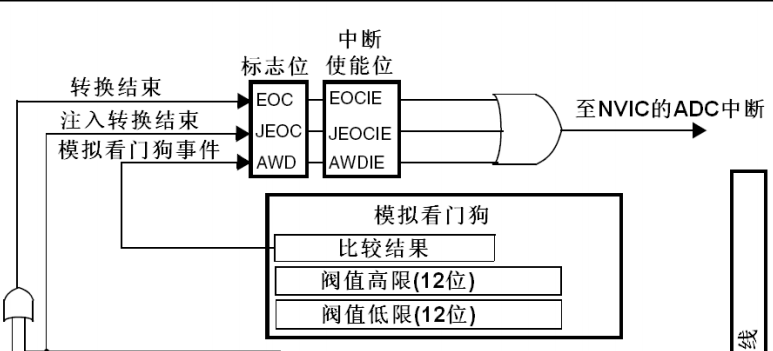 中断
标志位 使能位
转换结束
EOC EOCIE
至NVIC的ADC中断
注入转换结束
JEOC JEOCIE
模拟看门狗事件
AWD AWDIE
模拟看门狗
比较结果
阀值高限(12位)
阀值低限(12位)
线